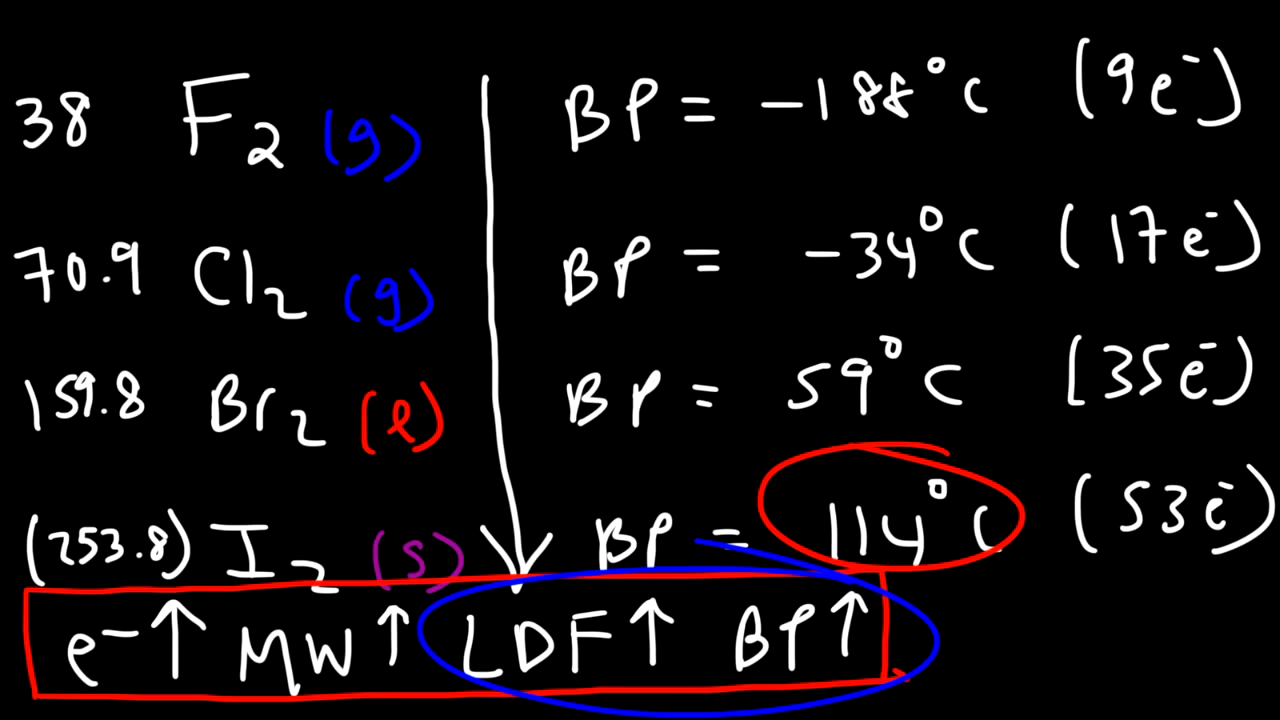 38 F₂ (g) BP = -188°C (9e⁻)
70.9 Cl₂ (g) BP = -34°C (17e⁻)
159.8 Br₂ (l) BP = 59°C (35e⁻)
(253.8) I₂ (s) BP = 114°C (53e⁻)
e⁻↑ MW↑ LDF↑ BP↑